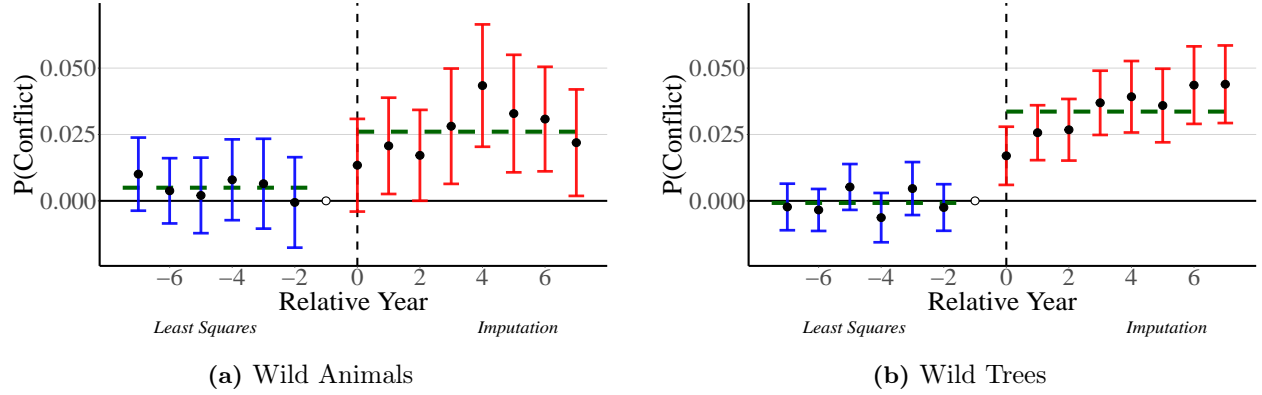 P(Conflict)
0.050
0.025
0.000
−6 −4 −2 0 2 4 6
Relative Year
Least Squares Imputation
(a) Wild Animals
P(Conflict)
0.050
0.025
0.000
−6 −4 −2 0 2 4 6
Relative Year
Least Squares Imputation
(b) Wild Trees